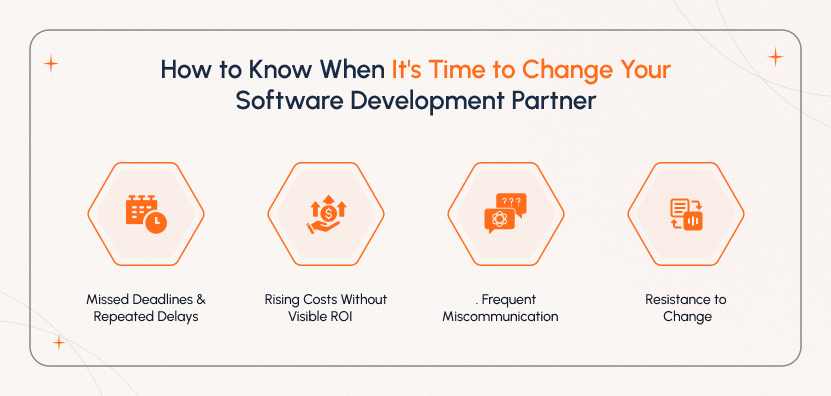 How to Know When It's Time to Change Your
Software Development Partner
???
$
Missed Deadlines &
Repeated Delays
Rising Costs Without
Visible ROI
. Frequent
Miscommunication
Resistance to
Change